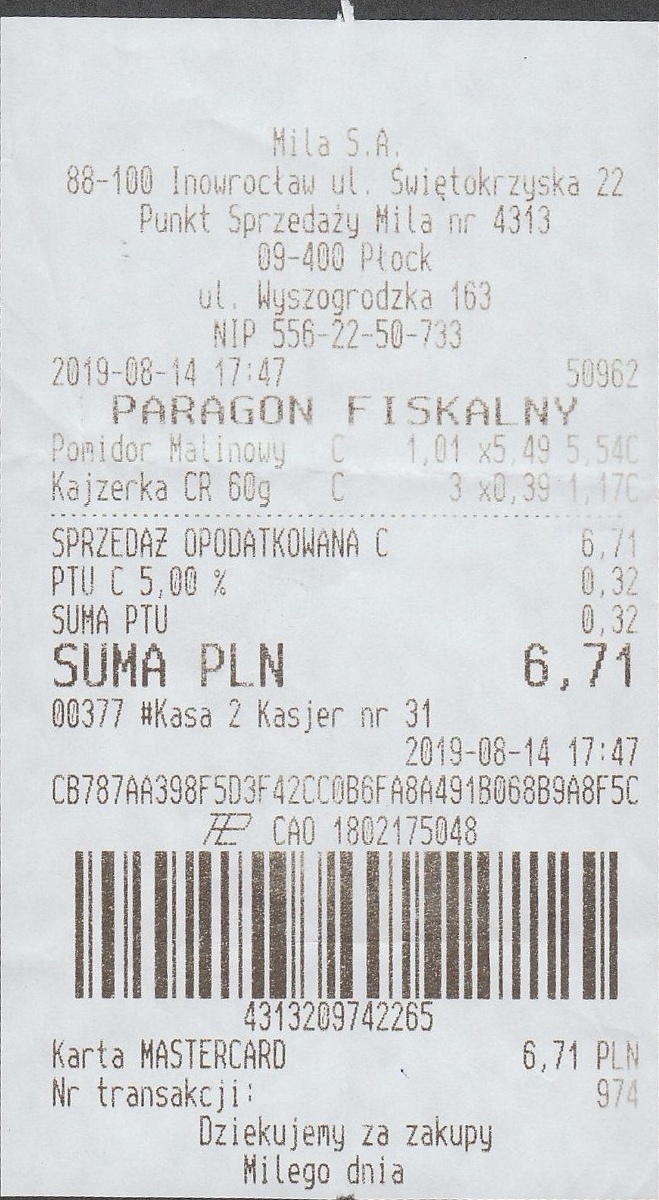 Mila S.A.
88-100 Inowrocław ul. Świętokrzyska 22
Punkt Sprzedaży Mila nr 4313
09-400 Płock
ul. Wyszogrodzka 163
NIP 556-22-50-733
2019-08-14 17:47 50962
PARAGON FISKALNY
Pomidor Malinowy C 1,01 x5,49 5,54C
Kajzerka CR 60g C 3 x0,39 1,17C
SPRZEDAŻ OPODATKOWANA C 6,71
PTU C 5,00 % 0,32
SUMA PTU 0,32
SUMA PLN 6,71
00377 #Kasa 2 Kasjer nr 31
2019-08-14 17:47
CB787AA398F5D3F42CC0B6FA8A491B068B9A8F5C
CAO 1802175048
4313209742265
Karta MASTERCARD 6,71 PLN
Nr transakcji: 974
Dziekujemy za zakupy
Milego dnia